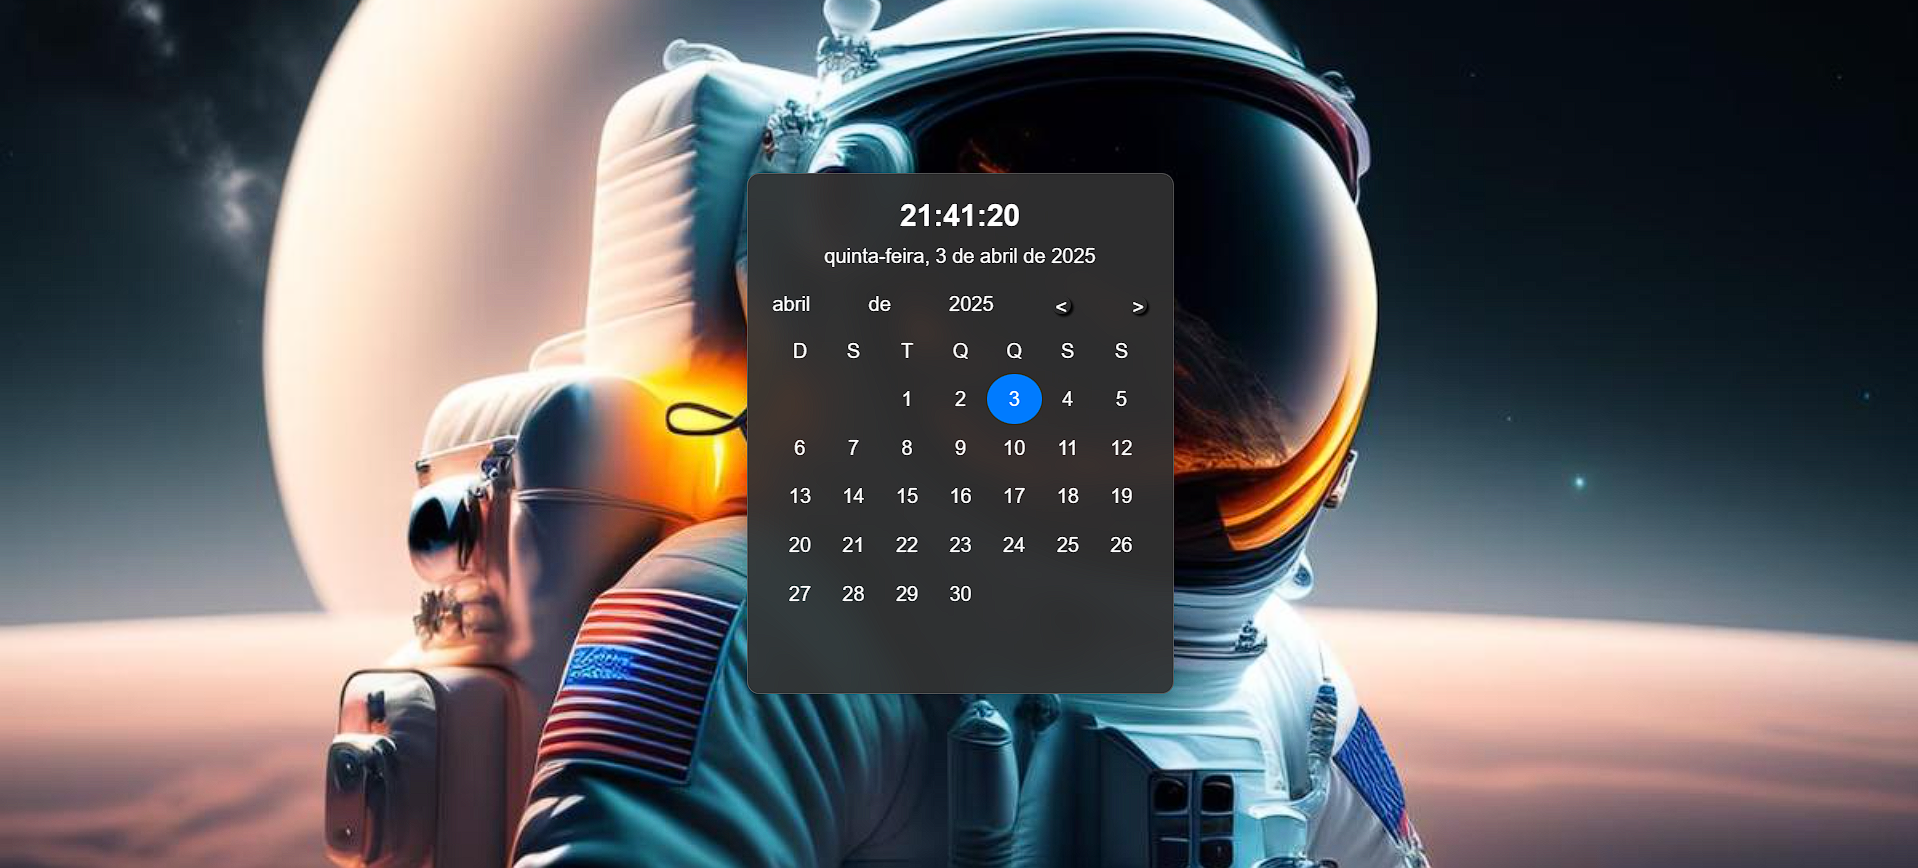 21:41:20
quinta-feira, 3 de abril de 2025
abril de 2025 < >
D S T Q Q S S
1 2 3 4 5
6 7 8 9 10 11 12
13 14 15 16 17 18 19
20 21 22 23 24 25 26
27 28 29 30